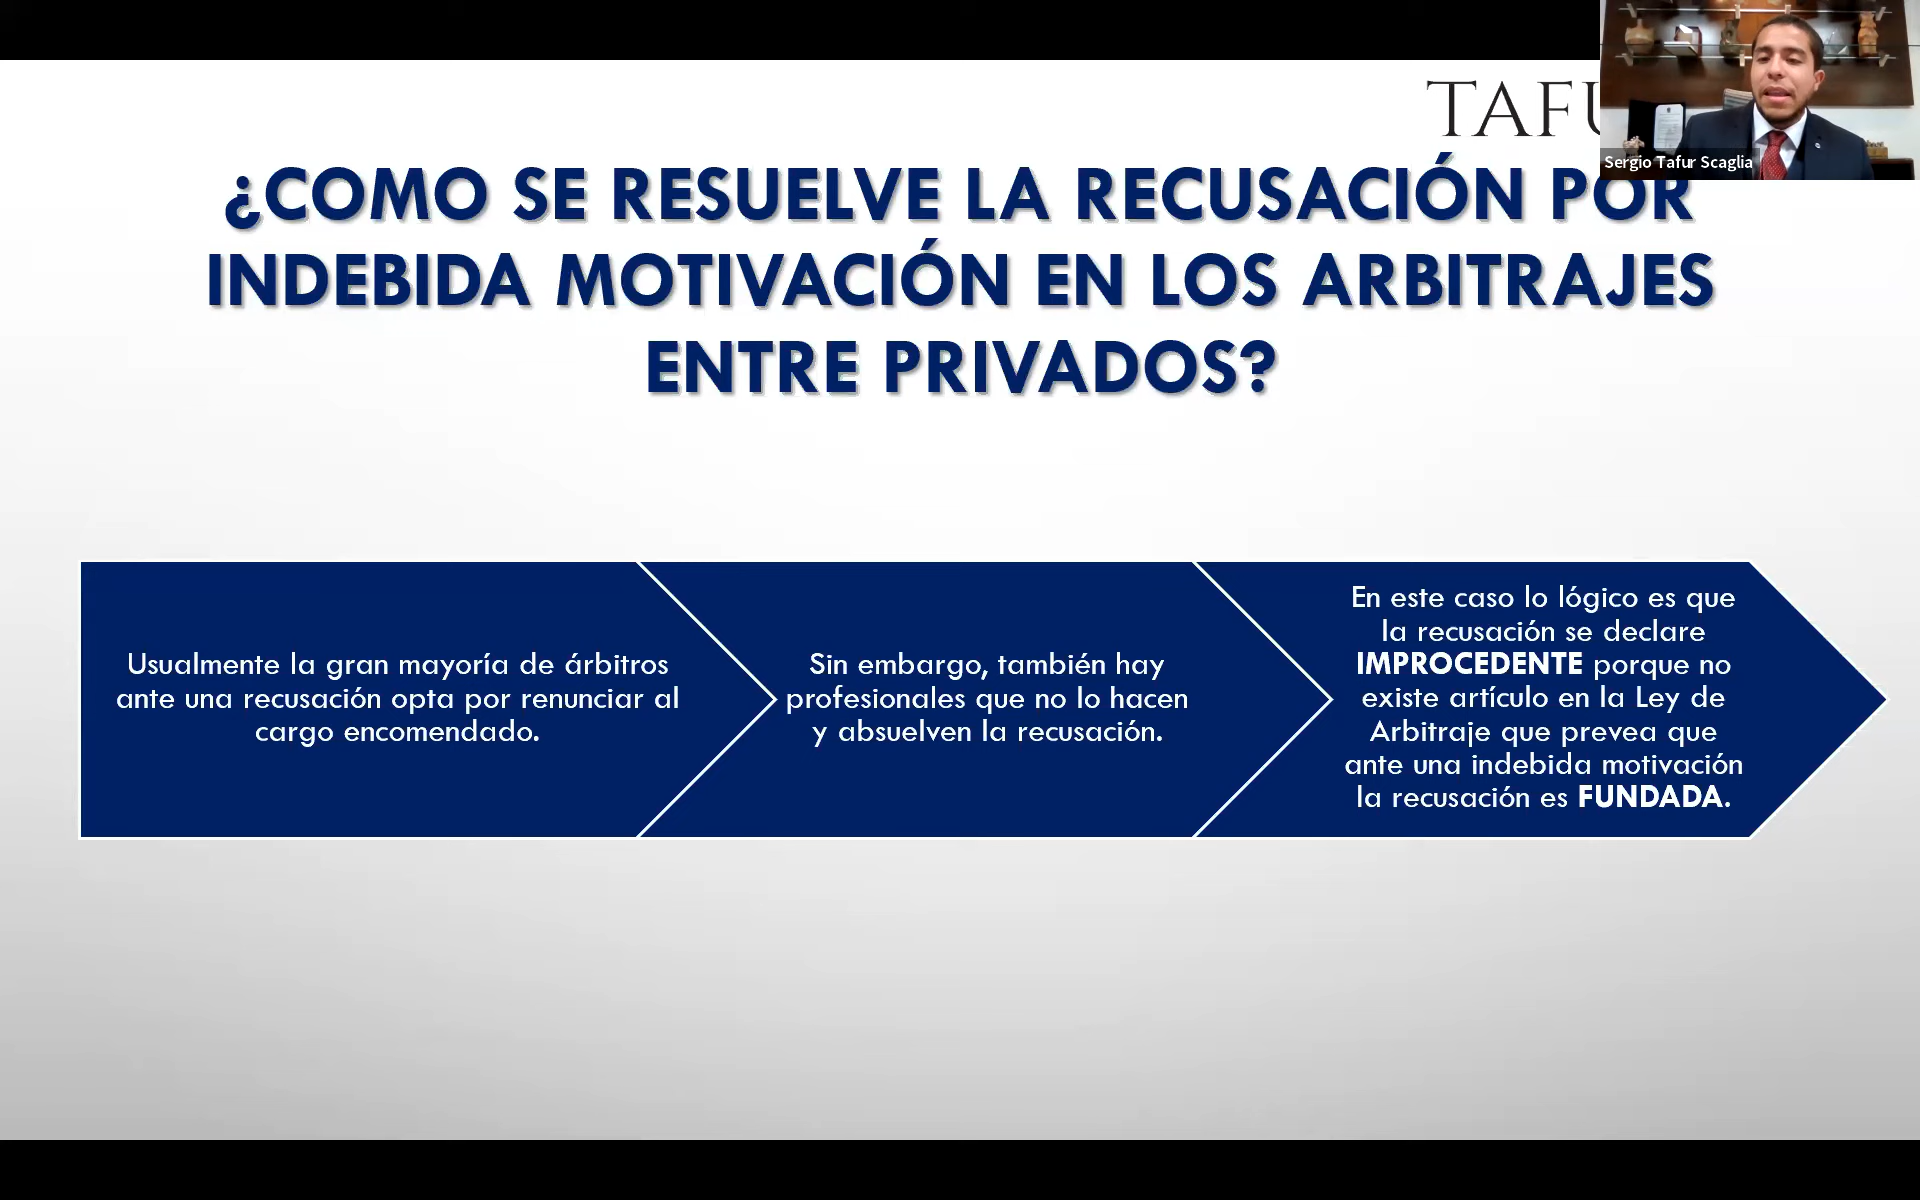 TAFU
Sergio Tafur Scaglia
¿COMO SE RESUELVE LA RECUSACIÓN POR
INDEBIDA MOTIVACIÓN EN LOS ARBITRAJES
ENTRE PRIVADOS?
Usualmente la gran mayoría de árbitros
ante una recusación opta por renunciar al
cargo encomendado.
Sin embargo, también hay
profesionales que no lo hacen
y absuelven la recusación.
En este caso lo lógico es que
la recusación se declare
IMPROCEDENTE porque no
existe artículo en la Ley de
Arbitraje que prevea que
ante una indebida motivación
la recusación es FUNDADA.